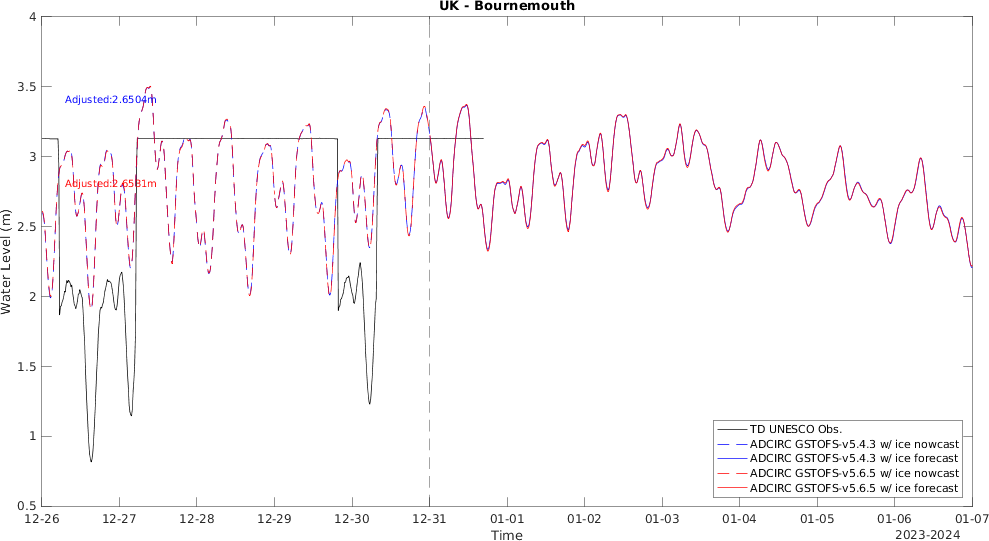 UK - Bournemouth
4
3.5
3
2.5
2
1.5
1
0.5
Water Level (m)
Adjusted:2.6504m
Adjusted:2.6581m
TD UNESCO Obs.
ADCIRC GSTOFS-v5.4.3 w/ ice nowcast
ADCIRC GSTOFS-v5.4.3 w/ ice forecast
ADCIRC GSTOFS-v5.6.5 w/ ice nowcast
ADCIRC GSTOFS-v5.6.5 w/ ice forecast
12-26 12-27 12-28 12-29 12-30 12-31 01-01 01-02 01-03 01-04 01-05 01-06 01-07
Time
2023-2024